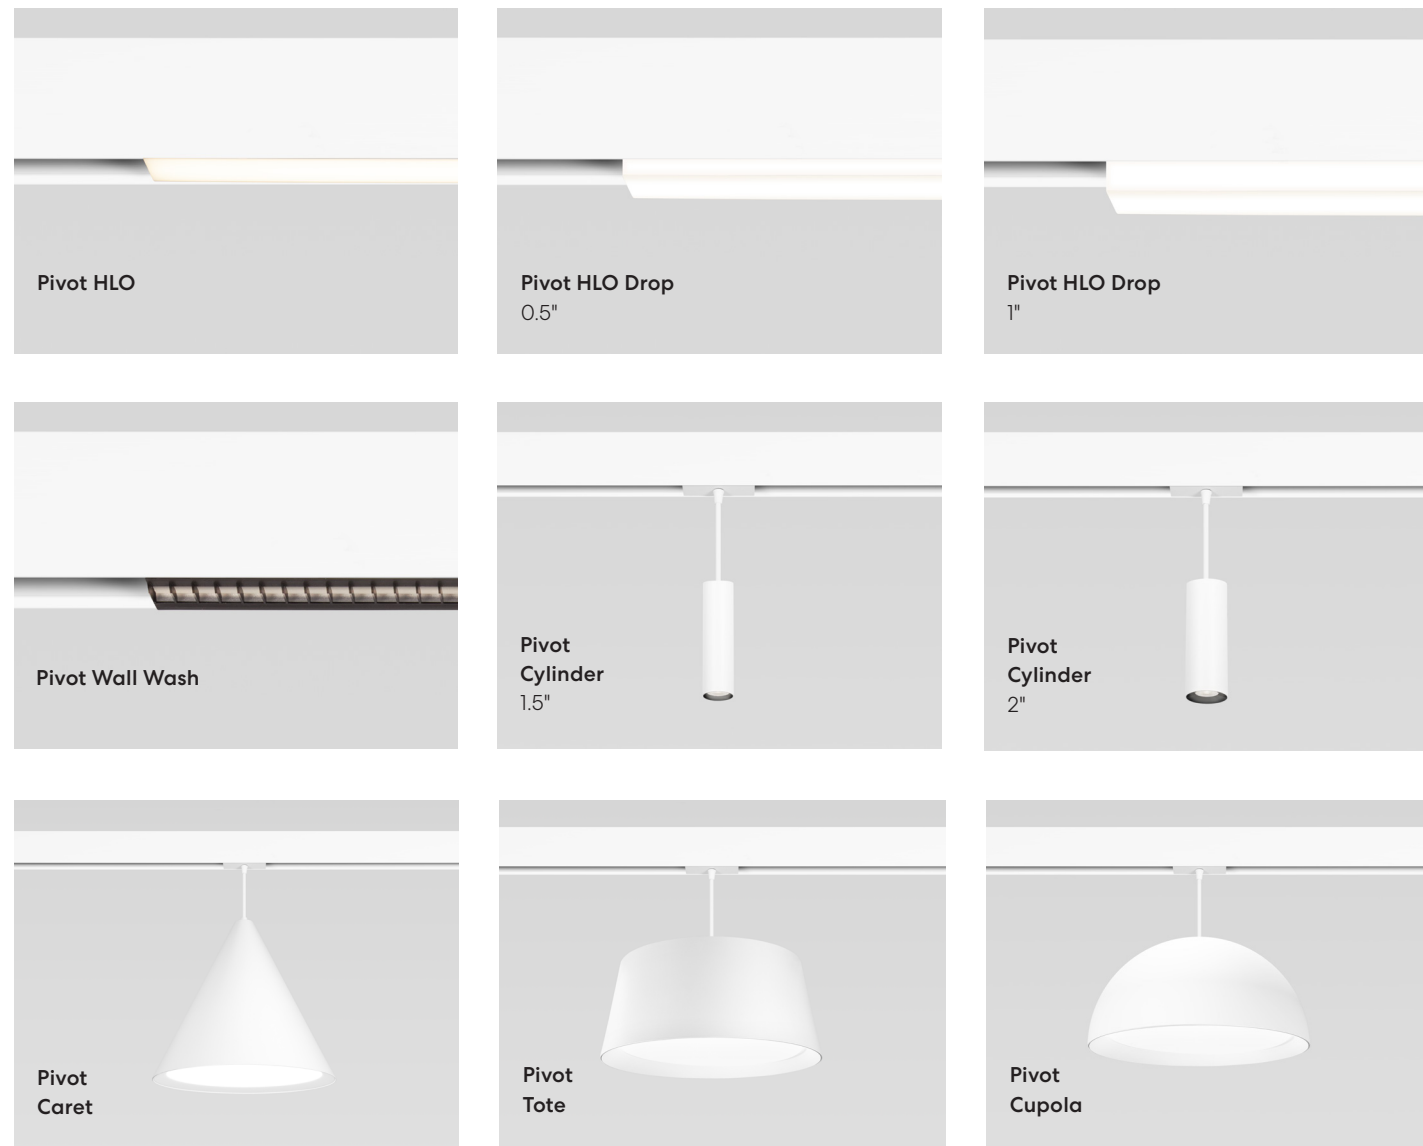 Pivot HLO
Pivot HLO Drop
0.5"
Pivot HLO Drop
1"
Pivot Wall Wash
Pivot
Cylinder
1.5"
Pivot
Cylinder
2"
Pivot
Caret
Pivot
Tote
Pivot
Cupola